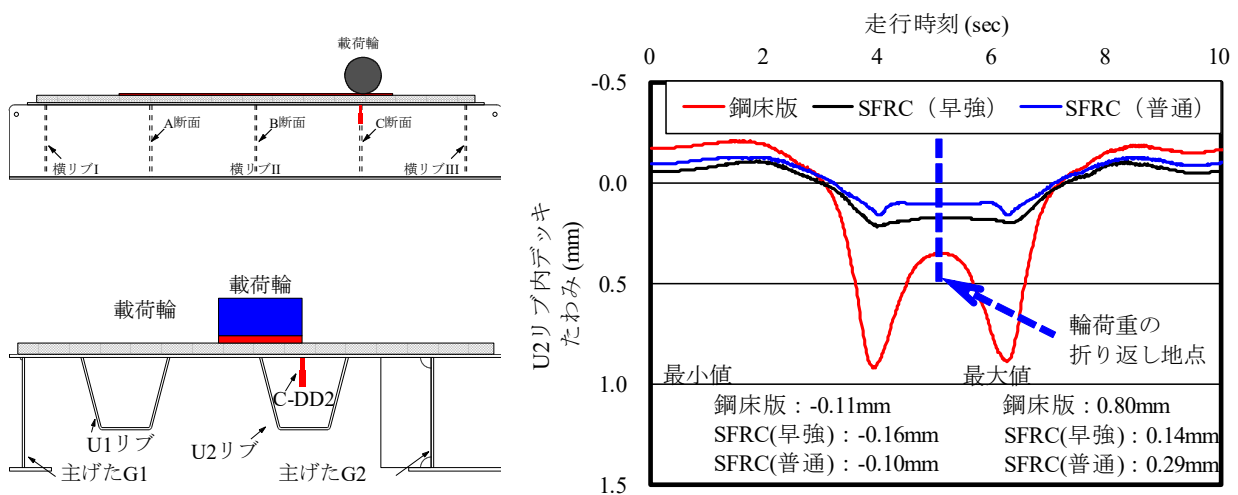 載荷輪
A断面
B断面
C断面
横リブI
横リブII
横リブIII
載荷輪
載荷輪
C-DD2
U1リブ
U2リブ
主げたG1
主げたG2
走行時刻 (sec)
0 2 4 6 8 10
-0.5
鋼床版 SFRC（早強） SFRC（普通）
0.0
0.5
1.0
1.5
U2リブ内デッキ
たわみ (mm)
輪荷重の
折り返し地点
最小値 最大値
鋼床版：-0.11mm 鋼床版：0.80mm
SFRC(早強)：-0.16mm SFRC(早強)：0.14mm
SFRC(普通)：-0.10mm SFRC(普通)：0.29mm